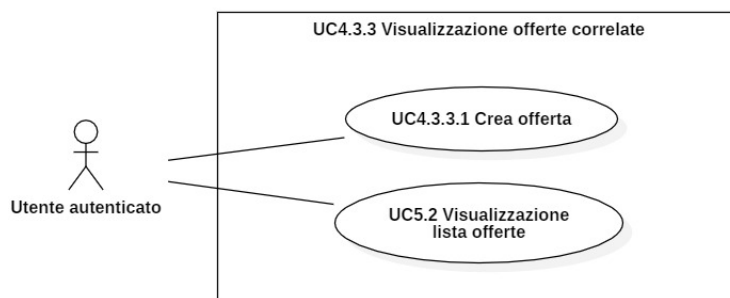 UC4.3.3 Visualizzazione offerte correlate
UC4.3.3.1 Crea offerta
Utente autenticato
UC5.2 Visualizzazione
lista offerte